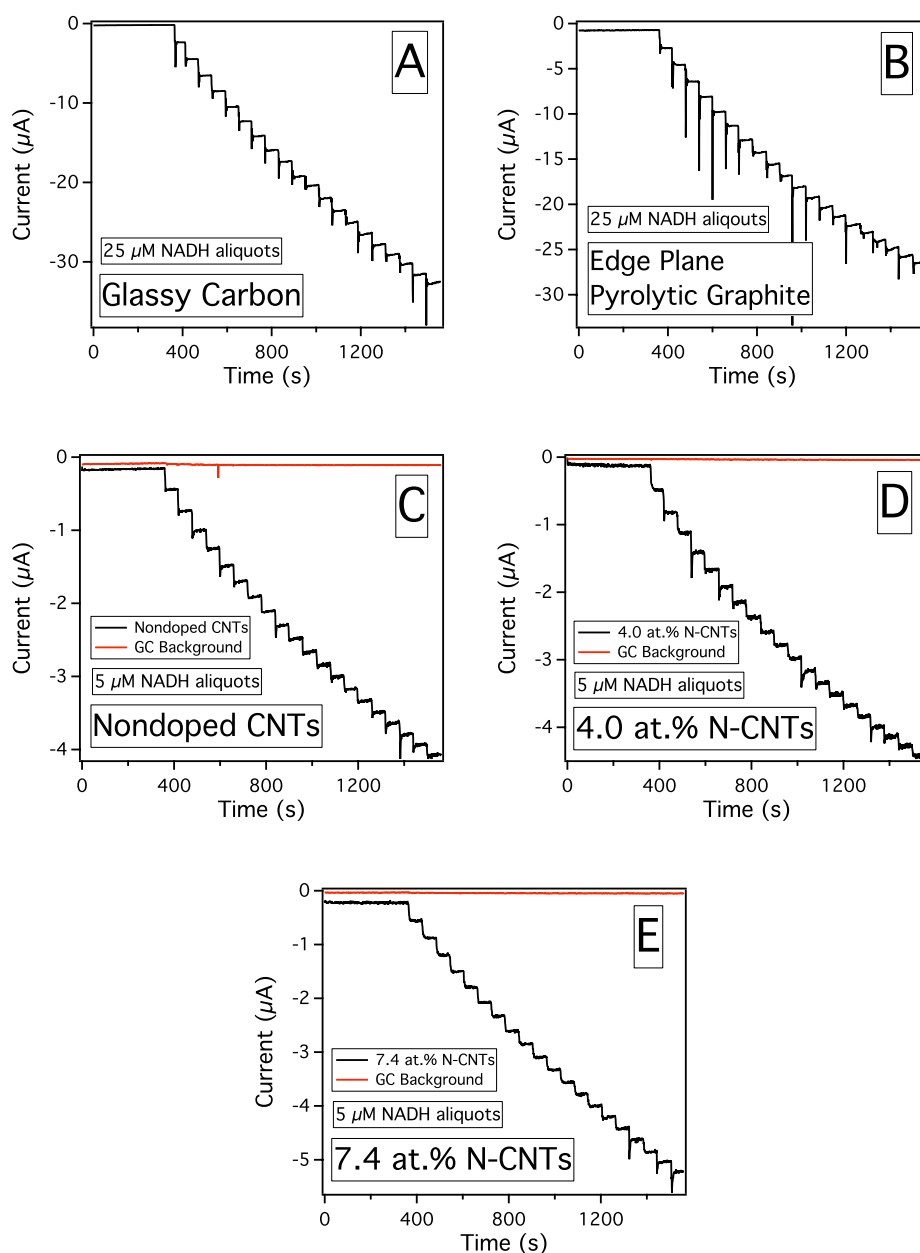 0
-10
-20
-30
Current (µA)
A
25 µM NADH aliquots
Glassy Carbon
0
400
800
1200
Time (s)
0
-5
-10
-15
-20
-25
-30
Current (µA)
B
25 µM NADH aliqouts
Edge Plane
Pyrolytic Graphite
0
400
800
1200
Time (s)
0
-1
-2
-3
-4
Current (µA)
C
Nondoped CNTs
GC Background
5 µM NADH aliquots
Nondoped CNTs
0
400
800
1200
Time (s)
0
-1
-2
-3
-4
Current (µA)
D
4.0 at.% N-CNTs
GC Background
5 µM NADH aliquots
4.0 at.% N-CNTs
0
400
800
1200
Time (s)
0
-1
-2
-3
-4
-5
Current (µA)
E
7.4 at.% N-CNTs
GC Background
5 µM NADH aliquots
7.4 at.% N-CNTs
0
400
800
1200
Time (s)